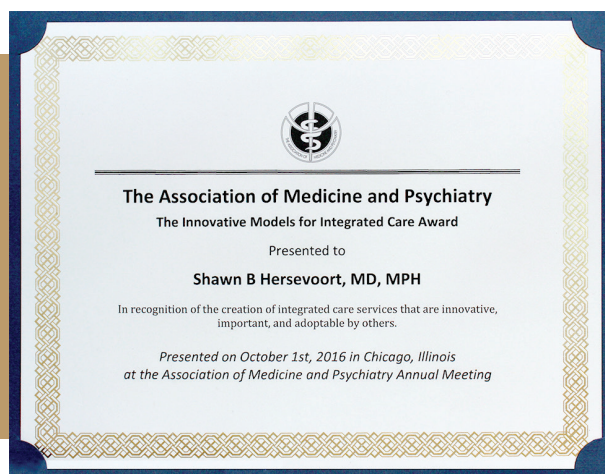 The Association of Medicine and Psychiatry
The Innovative Models for Integrated Care Award
Presented to
Shawn B Hersevoort, MD, MPH
In recognition of the creation of integrated care services that are innovative,
important, and adoptable by others.
Presented on October 1st, 2016 in Chicago, Illinois
at the Association of Medicine and Psychiatry Annual Meeting